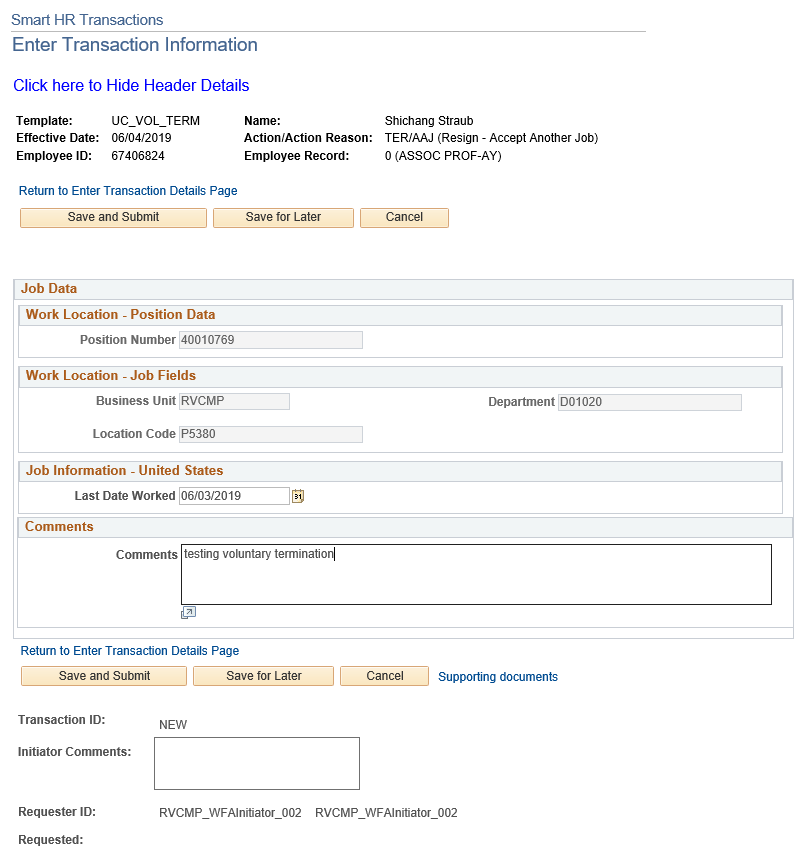 Smart HR Transactions
Enter Transaction Information
Click here to Hide Header Details
Template: UC_VOL_TERM Name: Shichang Straub
Effective Date: 06/04/2019 Action/Action Reason: TER/AAJ (Resign - Accept Another Job)
Employee ID: 67406824 Employee Record: 0 (ASSOC PROF-AY)
Return to Enter Transaction Details Page
Save and Submit Save for Later Cancel
Job Data
Work Location - Position Data
Position Number 40010769
Work Location - Job Fields
Business Unit RVCMP Department D01020
Location Code P5380
Job Information - United States
Last Date Worked 06/03/2019 31
Comments
Comments testing voluntary termination
Return to Enter Transaction Details Page
Save and Submit Save for Later Cancel Supporting documents
Transaction ID: NEW
Initiator Comments:
Requester ID: RVCMP_WFAInitiator_002 RVCMP_WFAInitiator_002
Requested: